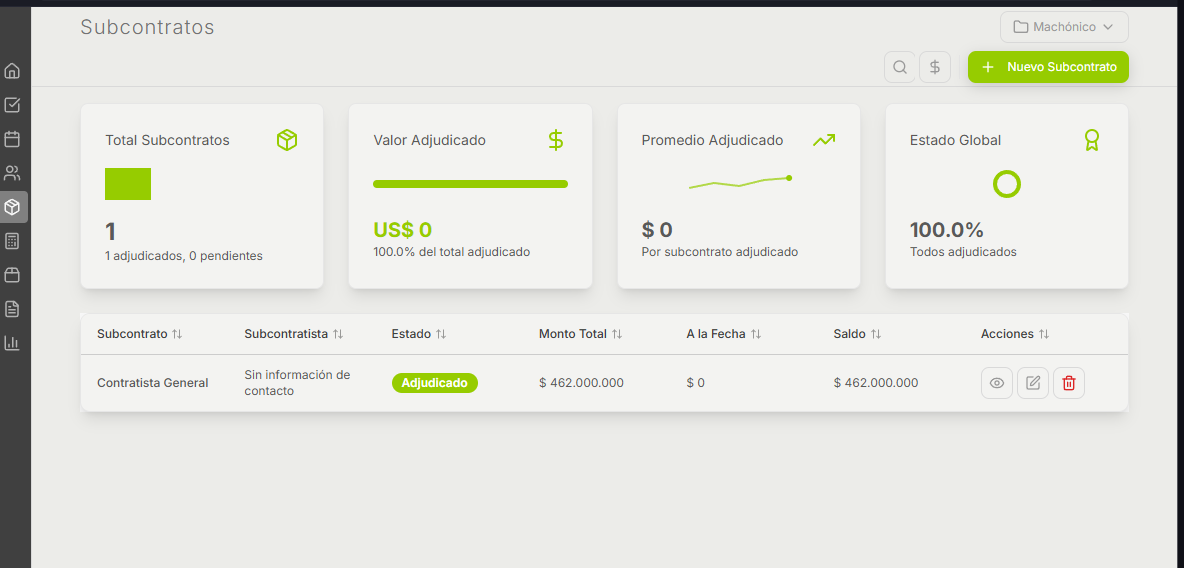 Subcontratos
Machónico
Nuevo Subcontrato
Total Subcontratos
1
1 adjudicados, 0 pendientes
Valor Adjudicado
US$ 0
100.0% del total adjudicado
Promedio Adjudicado
$ 0
Por subcontrato adjudicado
Estado Global
100.0%
Todos adjudicados
Subcontrato Subcontratista Estado Monto Total A la Fecha Saldo Acciones
Contratista General Sin información de contacto Adjudicado $ 462.000.000 $ 0 $ 462.000.000